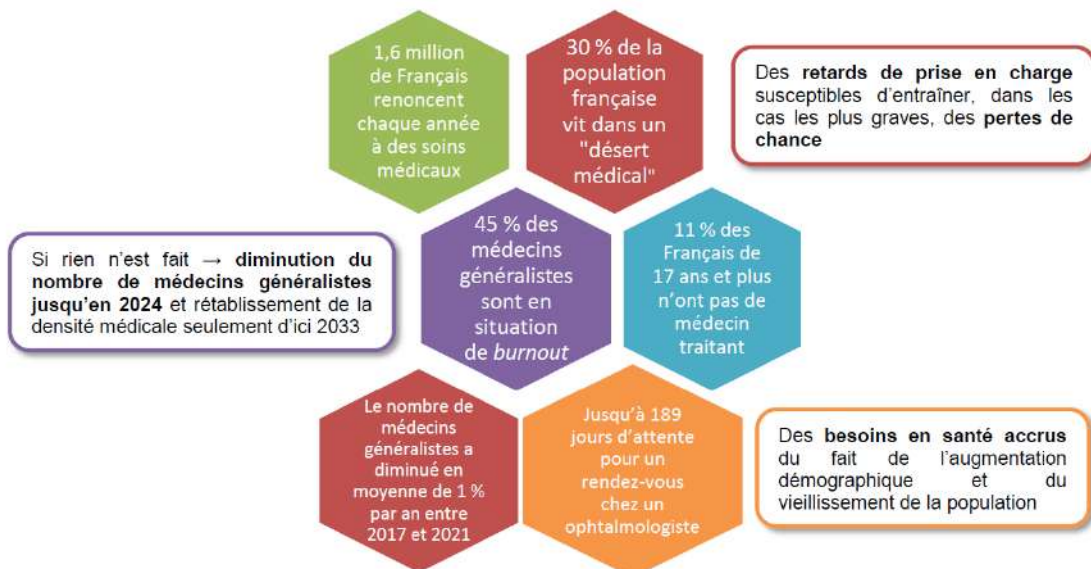 1,6 million
de Français
renoncent
chaque année
à des soins
médicaux
30 % de la
population
française
vit dans un
"désert
médical"
Des retards de prise en charge
susceptibles d'entraîner, dans les
cas les plus graves, des pertes de
chance
Si rien n'est fait → diminution du
nombre de médecins généralistes
jusqu'en 2024 et rétablissement de la
densité médicale seulement d'ici 2033
45 % des
médecins
généralistes
sont en
situation
de burnout
11 % des
Français de
17 ans et plus
n'ont pas de
médecin
traitant
Le nombre de
médecins
généralistes a
diminué en
moyenne de 1 %
par an entre
2017 et 2021
Jusqu'à 189
jours d'attente
pour un
rendez-vous
chez un
ophtalmologiste
Des besoins en santé accrus
du fait de l'augmentation
démographique et du
vieillissement de la population